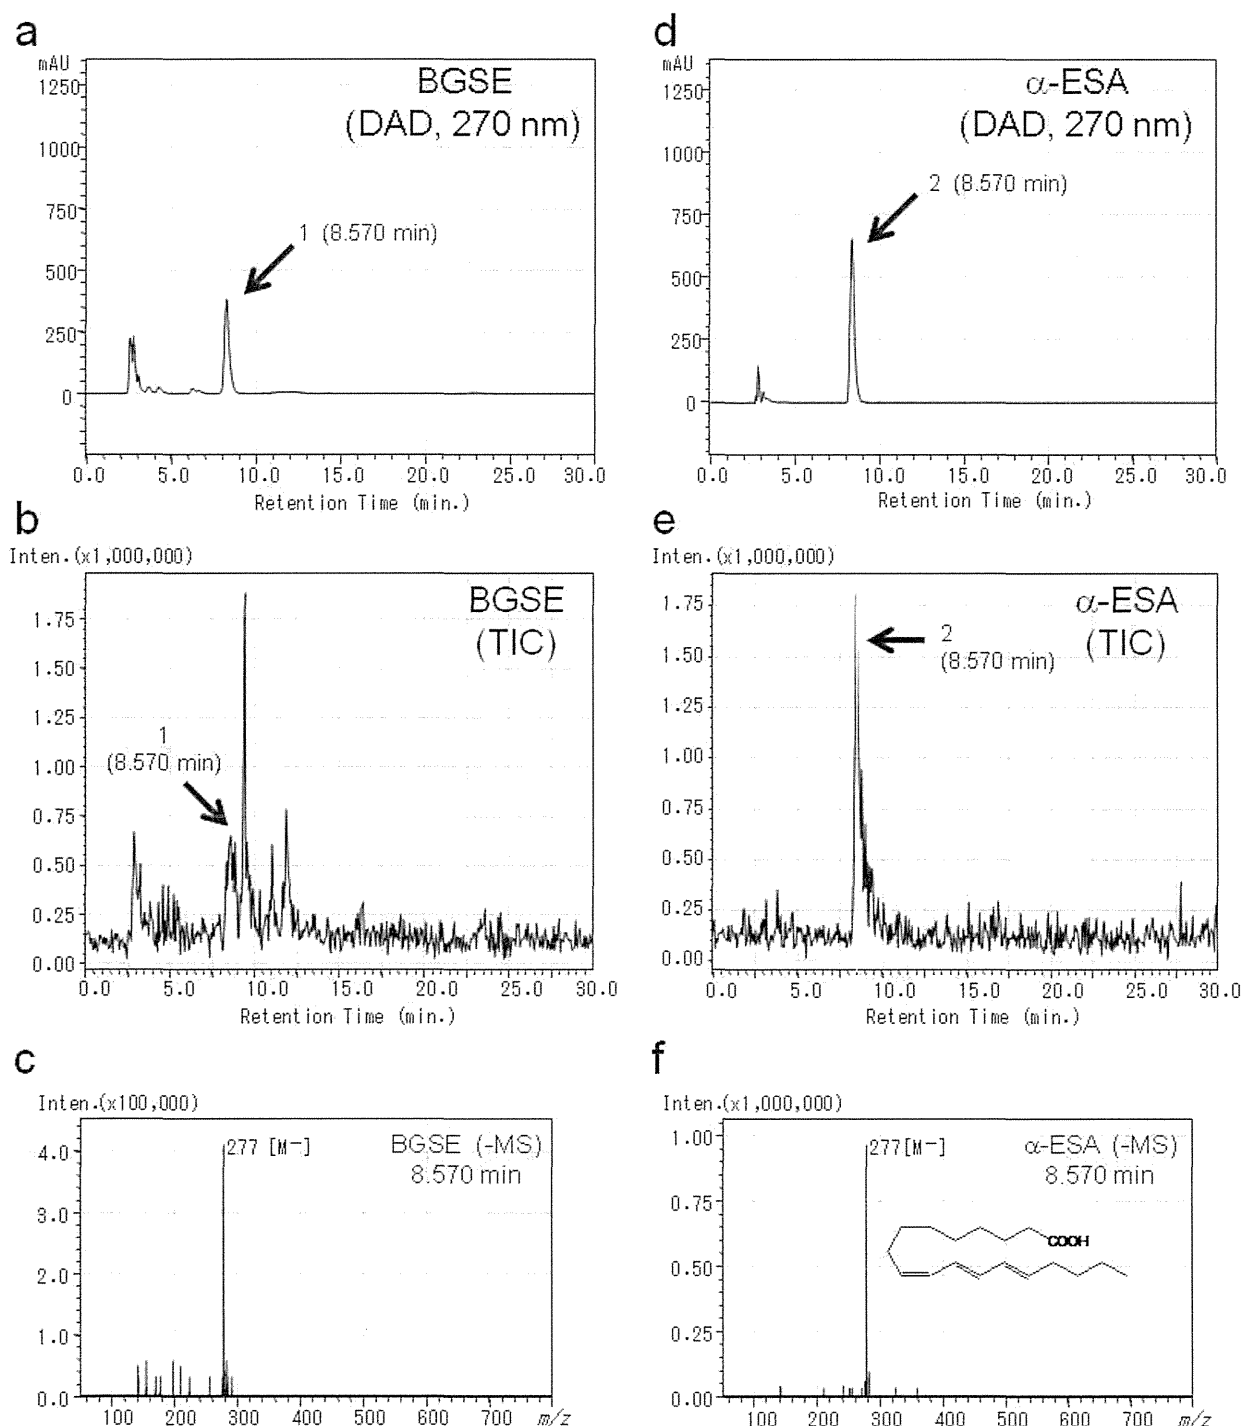 a
mAU
BGSE
(DAD, 270 nm)
1250
1000
750
500
250
0
1 (8.570 min)
0.0 5.0 10.0 15.0 20.0 25.0 30.0
Retention Time (min.)
d
mAU
α-ESA
(DAD, 270 nm)
1250
1000
750
500
250
0
2 (8.570 min)
0.0 5.0 10.0 15.0 20.0 25.0 30.0
Retention Time (min.)
b
Inten.(x1,000,000)
BGSE
(TIC)
1.75
1.50
1.25
1.00
0.75
0.50
0.25
0.00
1
(8.570 min)
0.0 5.0 10.0 15.0 20.0 25.0 30.0
Retention Time (min.)
e
Inten.(x1,000,000)
α-ESA
(TIC)
1.75
1.50
1.25
1.00
0.75
0.50
0.25
0.00
2
(8.570 min)
0.0 5.0 10.0 15.0 20.0 25.0 30.0
Retention Time (min.)
c
Inten.(x100,000)
277 [M⁻]
BGSE (-MS)
8.570 min
4.0
3.0
2.0
1.0
0.0
100 200 300 400 500 600 700 m/z
f
Inten.(x1,000,000)
277[M⁻]
α-ESA (-MS)
8.570 min
1.00
0.75
0.50
0.25
0.00
COOH
100 200 300 400 500 600 700 m/z